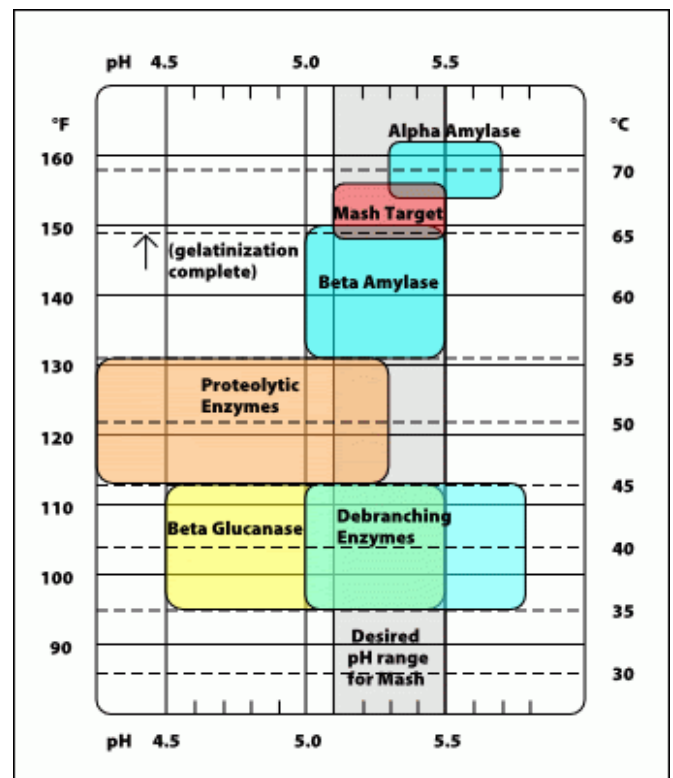 pH 4.5 5.0 5.5
°F °C
Alpha Amylase
160 70
Mash Target
150 65
(gelatinization
complete)
Beta Amylase
140 60
130 55
Proteolytic
Enzymes
50
120
45
110
Beta Glucanase
Debranching
Enzymes
40
100
35
Desired
pH range
for Mash
90
30
pH 4.5 5.0 5.5